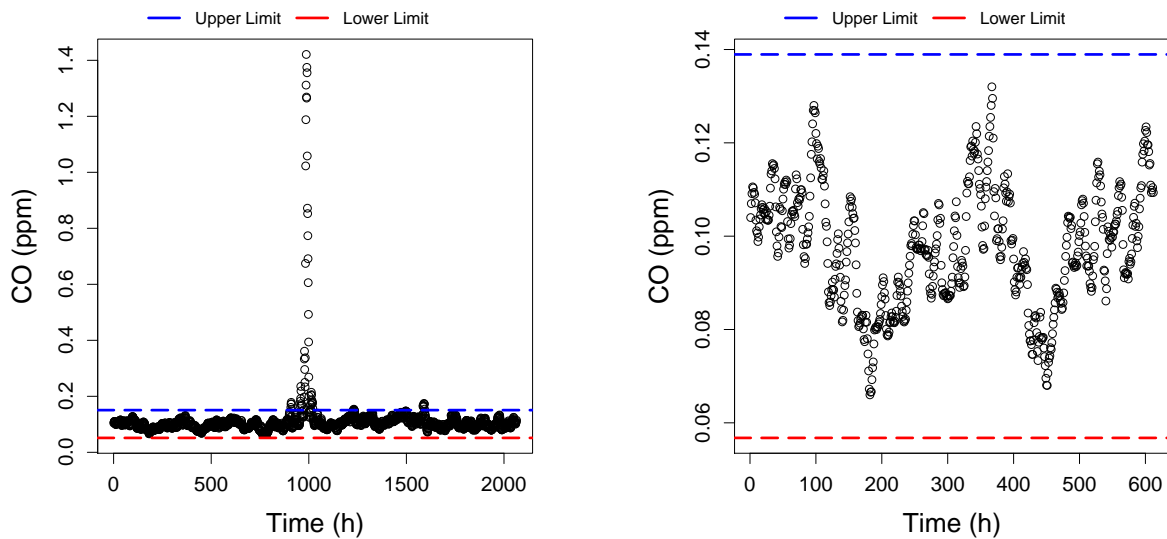 Upper Limit Lower Limit
1.4
1.2
1.0
0.8
0.6
0.4
0.2
0.0
CO (ppm)
0 500 1000 1500 2000
Time (h)
Upper Limit Lower Limit
0.14
0.12
0.10
0.08
0.06
CO (ppm)
0 100 200 300 400 500 600
Time (h)